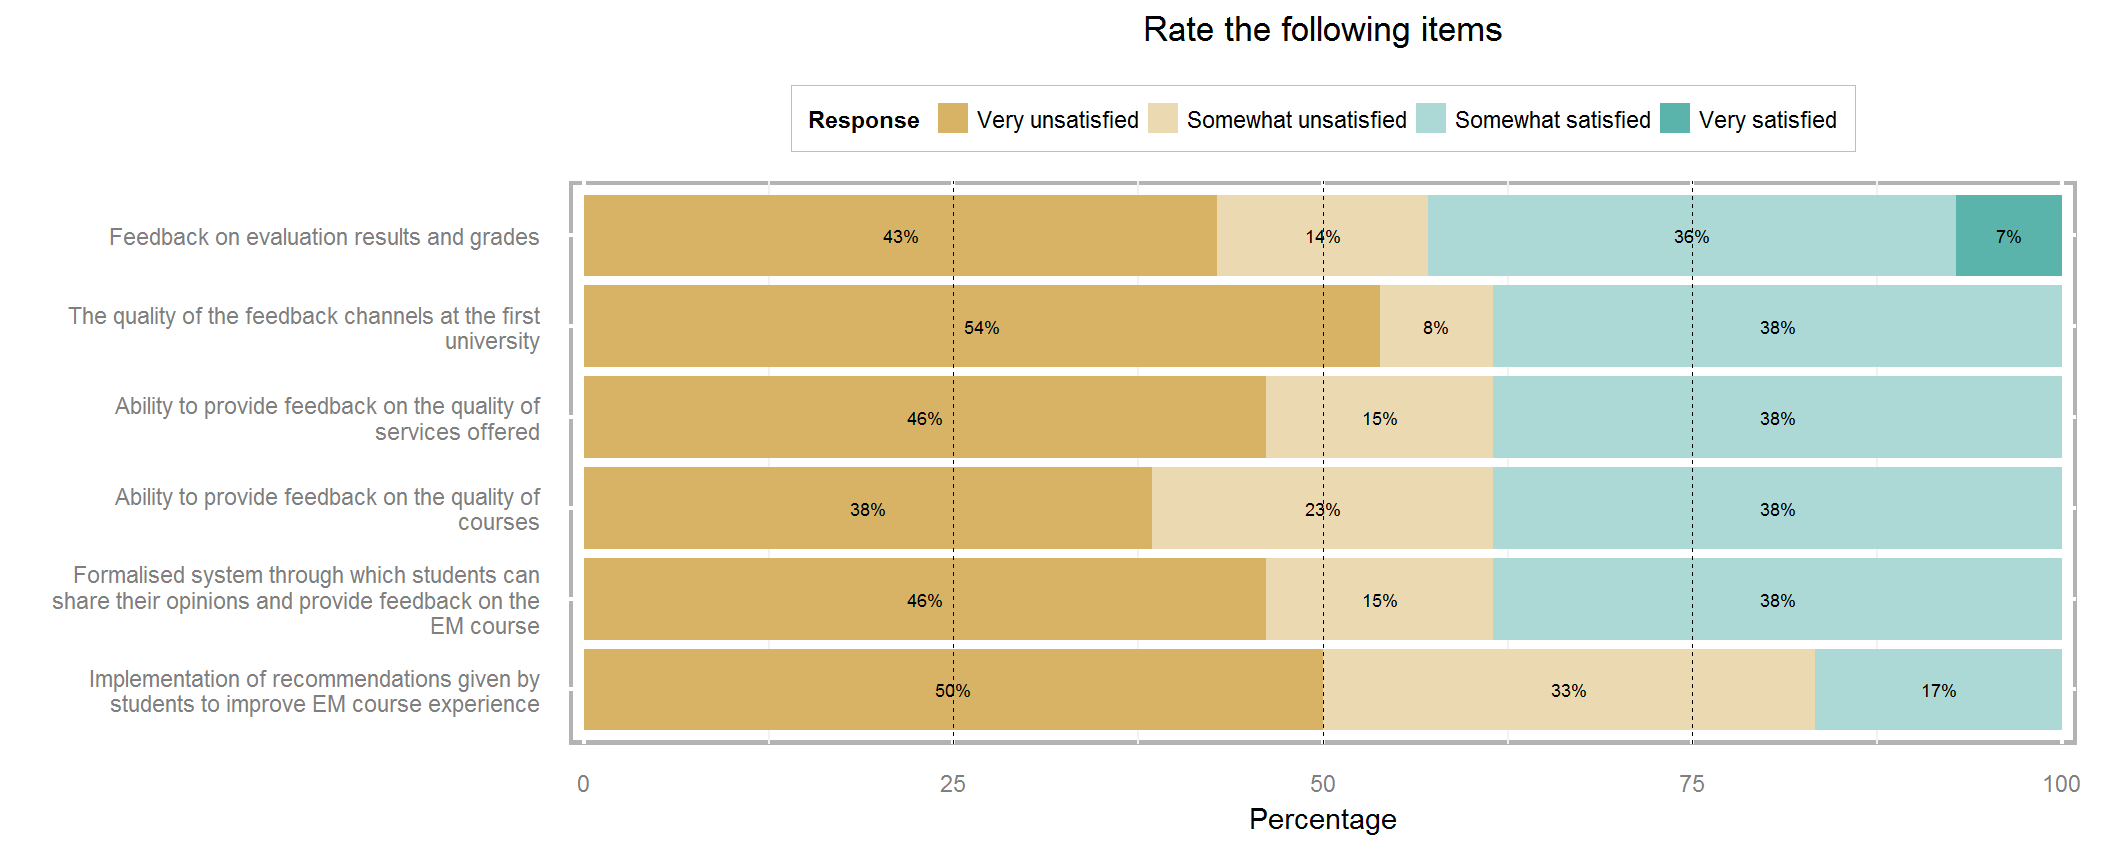 Rate the following items
Response Very unsatisfied Somewhat unsatisfied Somewhat satisfied Very satisfied
Feedback on evaluation results and grades
43% 14% 36% 7%
The quality of the feedback channels at the first
university
54% 8% 38%
Ability to provide feedback on the quality of
services offered
46% 15% 38%
Ability to provide feedback on the quality of
courses
38% 23% 38%
Formalised system through which students can
share their opinions and provide feedback on the
EM course
46% 15% 38%
Implementation of recommendations given by
students to improve EM course experience
50% 33% 17%
0 25 50 75 100
Percentage